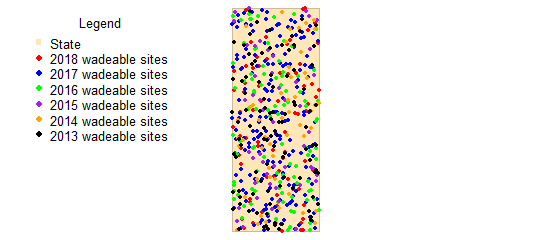 Legend
State
2018 wadeable sites
2017 wadeable sites
2016 wadeable sites
2015 wadeable sites
2014 wadeable sites
2013 wadeable sites